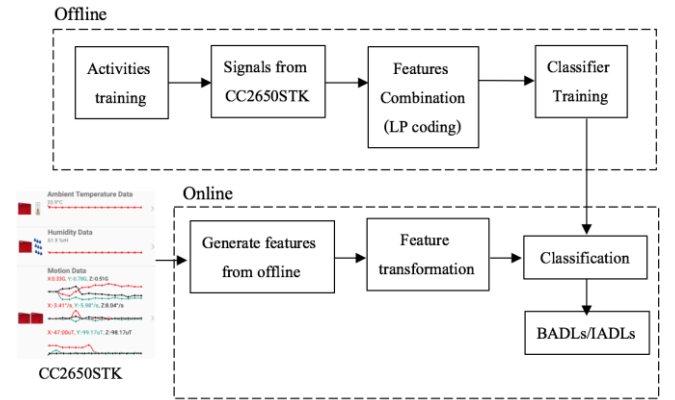 Offline
Activities
training
Signals from
CC2650STK
Features
Combination
(LP coding)
Classifier
Training
Online
Ambient Temperature Data
Humidity Data
Motion Data
Generate features
from offline
Feature
transformation
Classification
BADLs/IADLs
CC2650STK